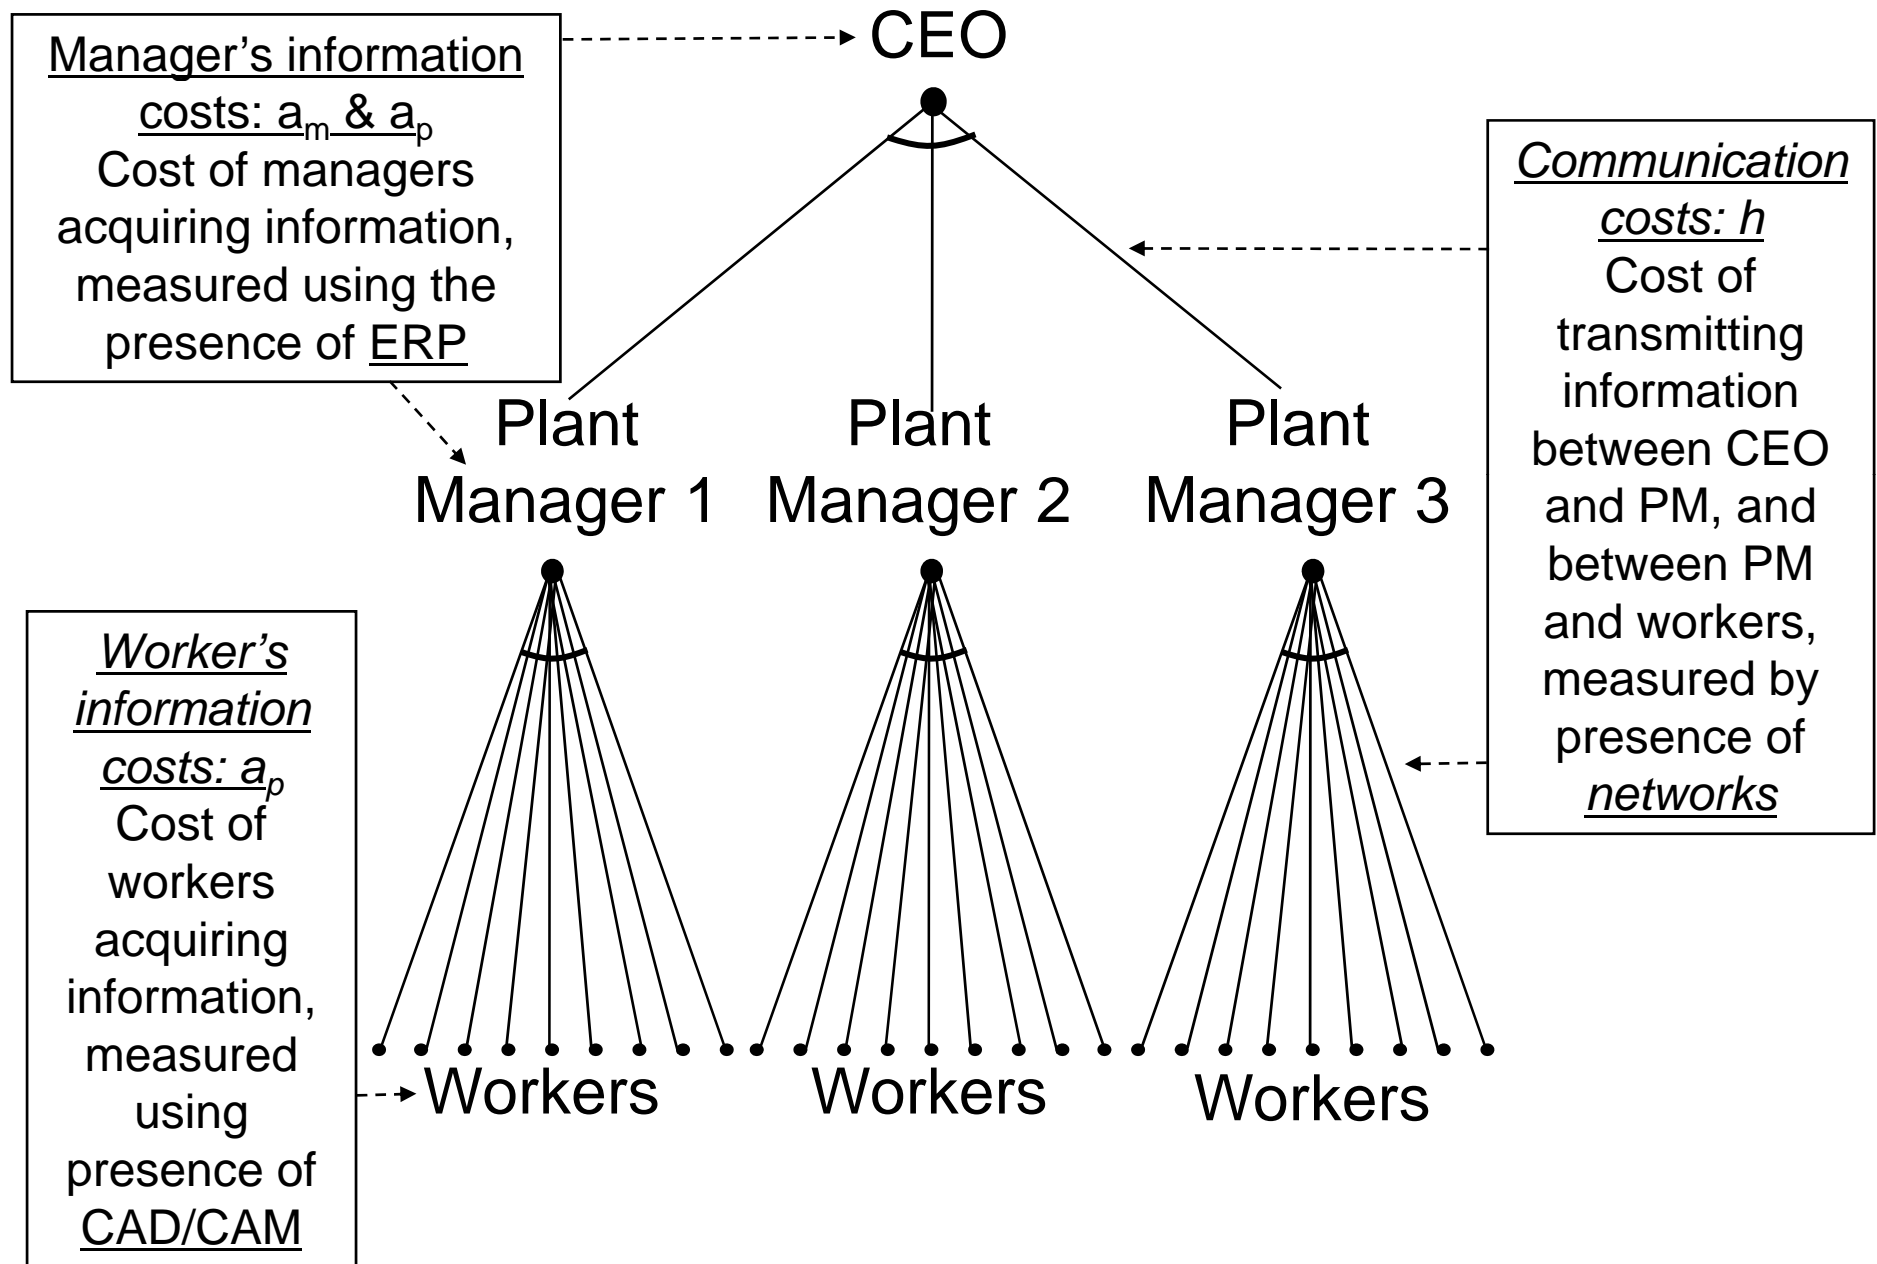 CEO
Manager’s information
costs: aₘ & aₚ
Cost of managers
acquiring information,
measured using the
presence of ERP
Communication
costs: h
Cost of
transmitting
information
between CEO
and PM, and
between PM
and workers,
measured by
presence of
networks
Plant
Manager 1
Plant
Manager 2
Plant
Manager 3
Worker’s
information
costs: aₚ
Cost of
workers
acquiring
information,
measured
using
presence of
CAD/CAM
Workers
Workers
Workers